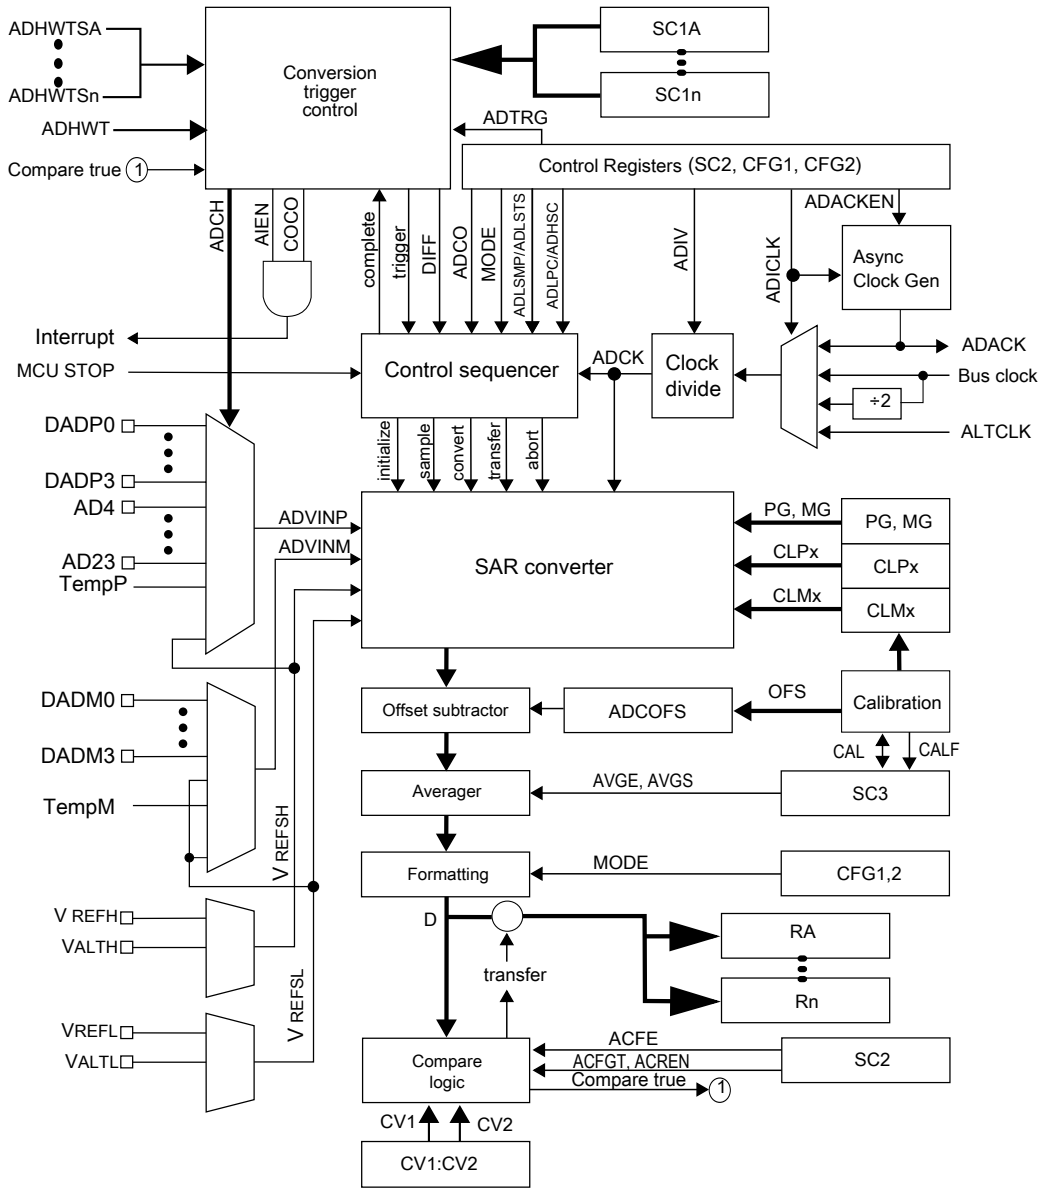 ADHWTSA
ADHWTSn
ADHWT
Compare true 1
Conversion
trigger
control
SC1A
SC1n
ADTRG
Control Registers (SC2, CFG1, CFG2)
ADCH
AIEN
COCO
complete
trigger
DIFF
ADCO
MODE
ADLSMP/ADLSTS
ADLPC/ADHSC
ADIV
ADICLK
ADACKEN
Async
Clock Gen
Interrupt
MCU STOP
Control sequencer
ADCK
Clock
divide
ADACK
Bus clock
÷2
ALTCLK
initialize
sample
convert
transfer
abort
DADP0
DADP3
AD4
AD23
TempP
ADVINP
ADVINM
SAR converter
PG, MG
PG, MG
CLPx
CLPx
CLMx
CLMx
DADM0
DADM3
TempM
Offset subtractor
ADCOFS
OFS
Calibration
CAL
CALF
Averager
AVGE, AVGS
SC3
Formatting
MODE
CFG1,2
V REFSH
V REFSL
V REFH
VALTH
VREFL
VALTL
D
transfer
RA
Rn
Compare
logic
ACFE
ACFGT, ACREN
SC2
Compare true
1
CV1
CV2
CV1:CV2